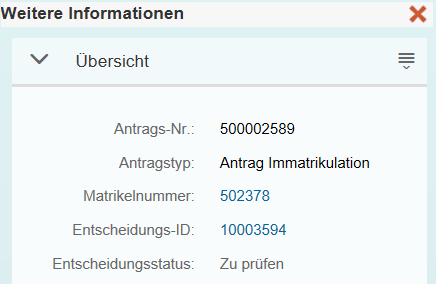 Weitere Informationen
Übersicht
Antrags-Nr.: 500002589
Antragstyp: Antrag Immatrikulation
Matrikelnummer: 502378
Entscheidungs-ID: 10003594
Entscheidungsstatus: Zu prüfen